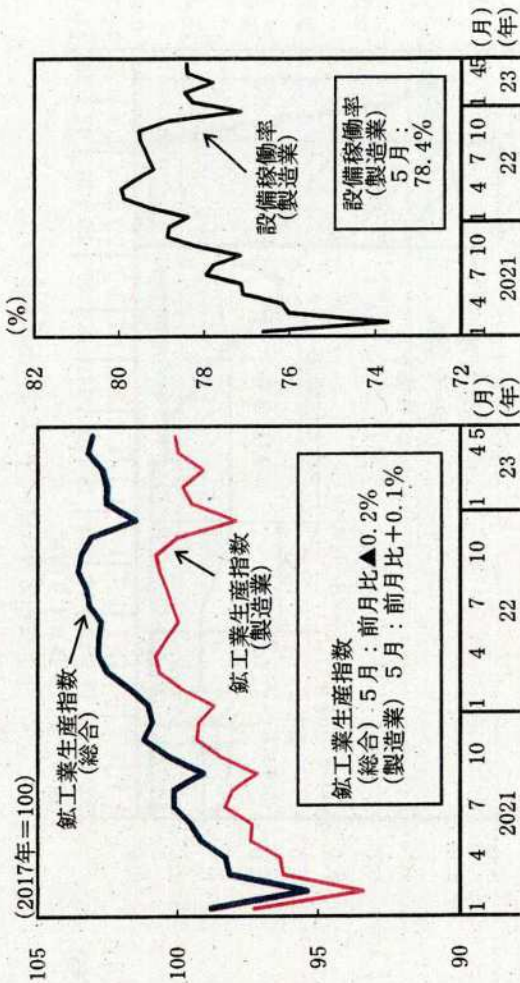 (2017年=100)
105
100
95
90
鉱工業生産指数
(総合)
鉱工業生産指数
(製造業)
鉱工業生産指数
(総合) 5月:前月比▲0.2%
(製造業) 5月:前月比+0.1%
1 4 7 10 1 4 7 10 1 4 5 (月)
2021 22 23 (年)
(%)
82
80
78
76
74
72
設備稼働率
(製造業)
設備稼働率
(製造業)
5月:
78.4%
1 4 7 10 1 4 7 10 1 45 (月)
2021 22 23 (年)